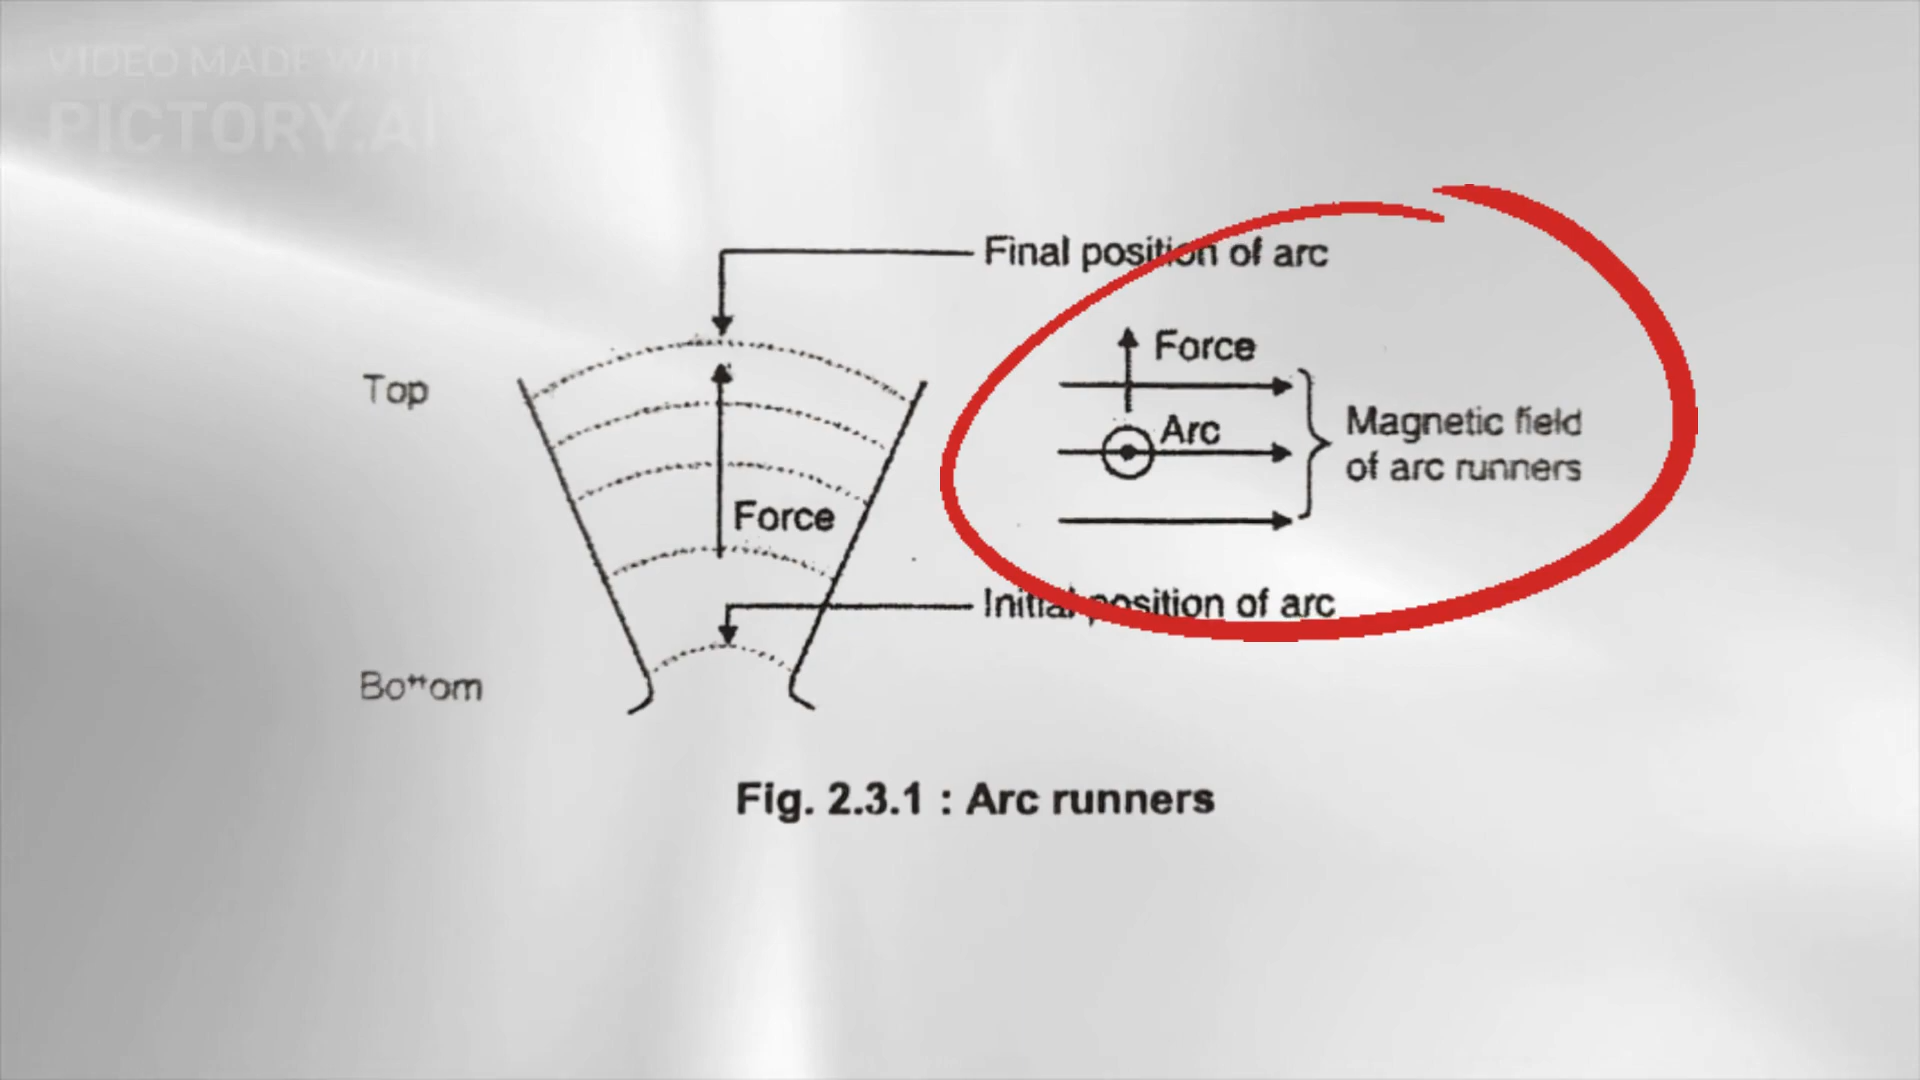 VIDEO MADE WITH
PICTORY.AI
Final position of arc
Top
Force
Arc
Magnetic field
of arc runners
Force
Initial position of arc
Bottom
Fig. 2.3.1 : Arc runners